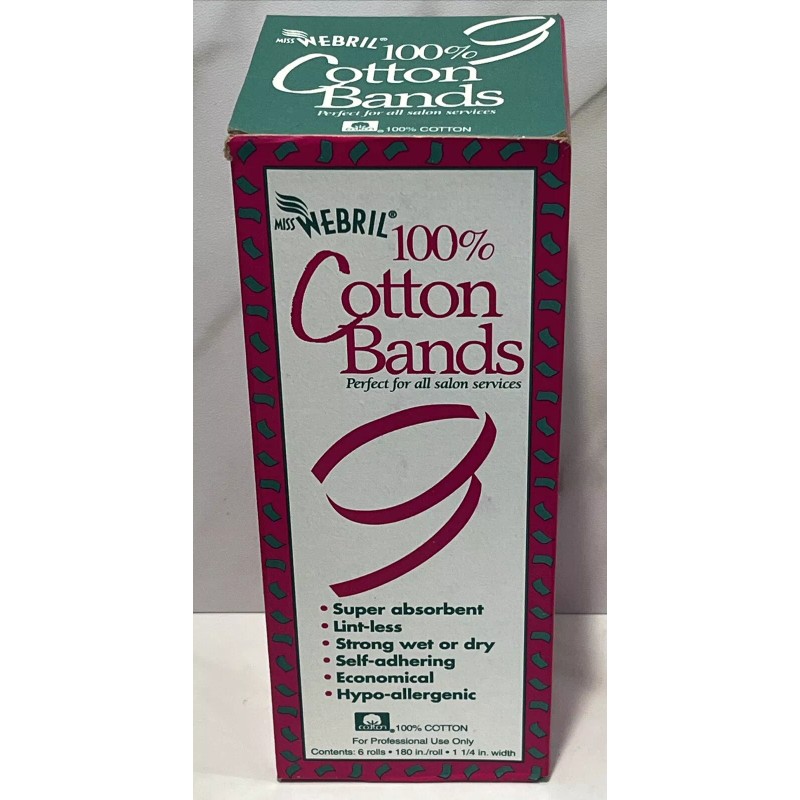 MISS WEBRIL® 100%
Cotton
Bands
Perfect for all salon services
COTTON® 100% COTTON
MISS WEBRIL® 100%
Cotton
Bands
Perfect for all salon services
• Super absorbent
• Lint-less
• Strong wet or dry
• Self-adhering
• Economical
• Hypo-allergenic
COTTON® 100% COTTON
For Professional Use Only
Contents: 6 rolls • 180 in./roll • 1 1/4 in. width